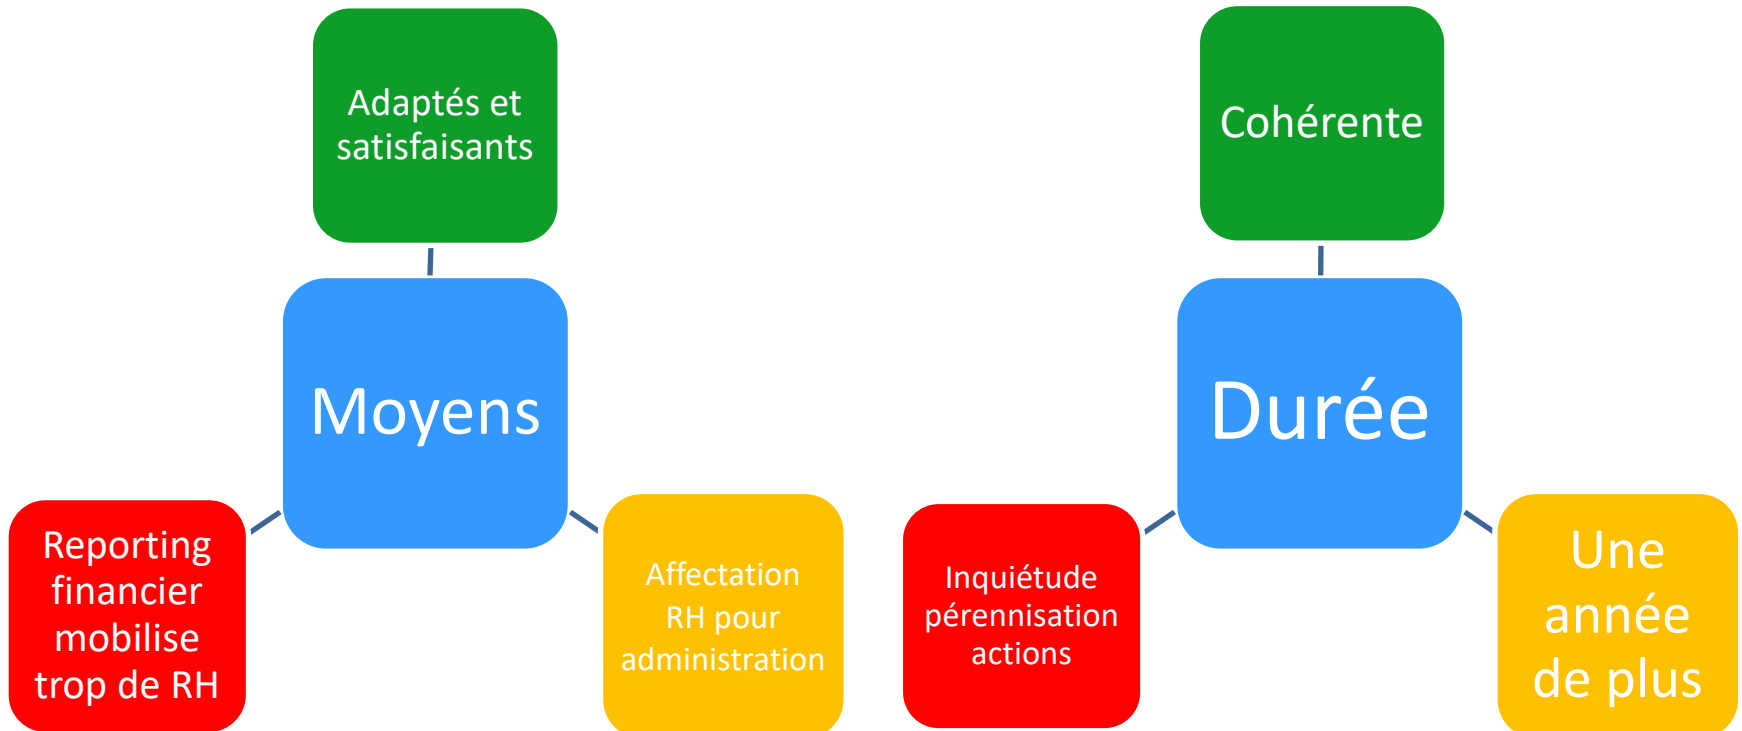 Adaptés et
satisfaisants
Moyens
Reporting
financier
mobilise
trop de RH
Affectation
RH pour
administration
Cohérente
Durée
Inquiétude
pérennisation
actions
Une
année
de plus